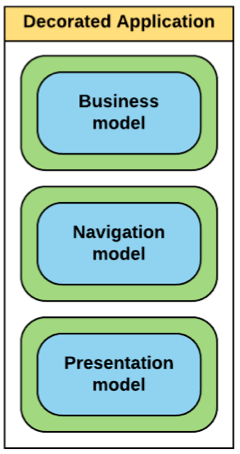 Decorated Application
Business
model
Navigation
model
Presentation
model